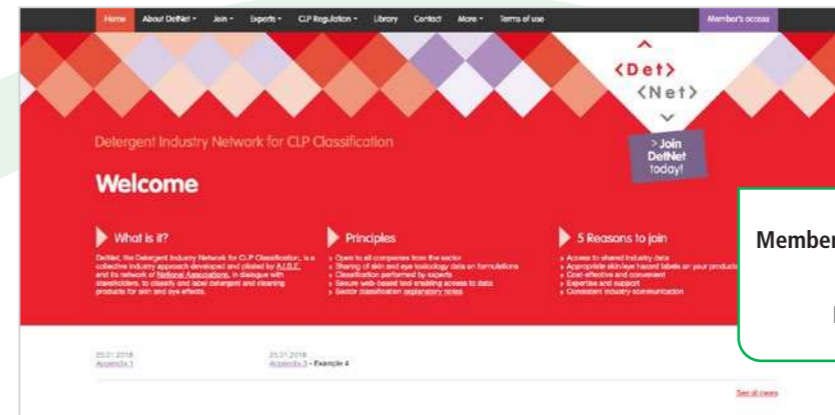 Home About DetNet Join Experts CLP Regulation Library Contact More Terms of use Member's access
<Det>
<Net>
> Join
DetNet
today!
Detergent Industry Network for CLP Classification
Welcome
What is it?
DetNet, the Detergent Industry Network for CLP Classification, is a
collective industry approach developed and piloted by A.I.S.E.
and its network of National Associations, in dialogue with
stakeholders, to classify and label detergent and cleaning
products for skin and eye effects.
Principles
> Open to all companies from the sector
> Sharing of skin and eye toxicology data on formulations
> Classification performed by experts
> Secure web-based tool enabling access to data
> Sector classification explanatory notes
5 Reasons to join
> Access to shared industry data
> Appropriate skin/eye hazard labels on your products
> Cost-effective and convenient
> Expertise and support
> Consistent industry communication
Member
25.01.2018
Appendix 1
25.01.2018
Appendix 3 - Example 4
See all news